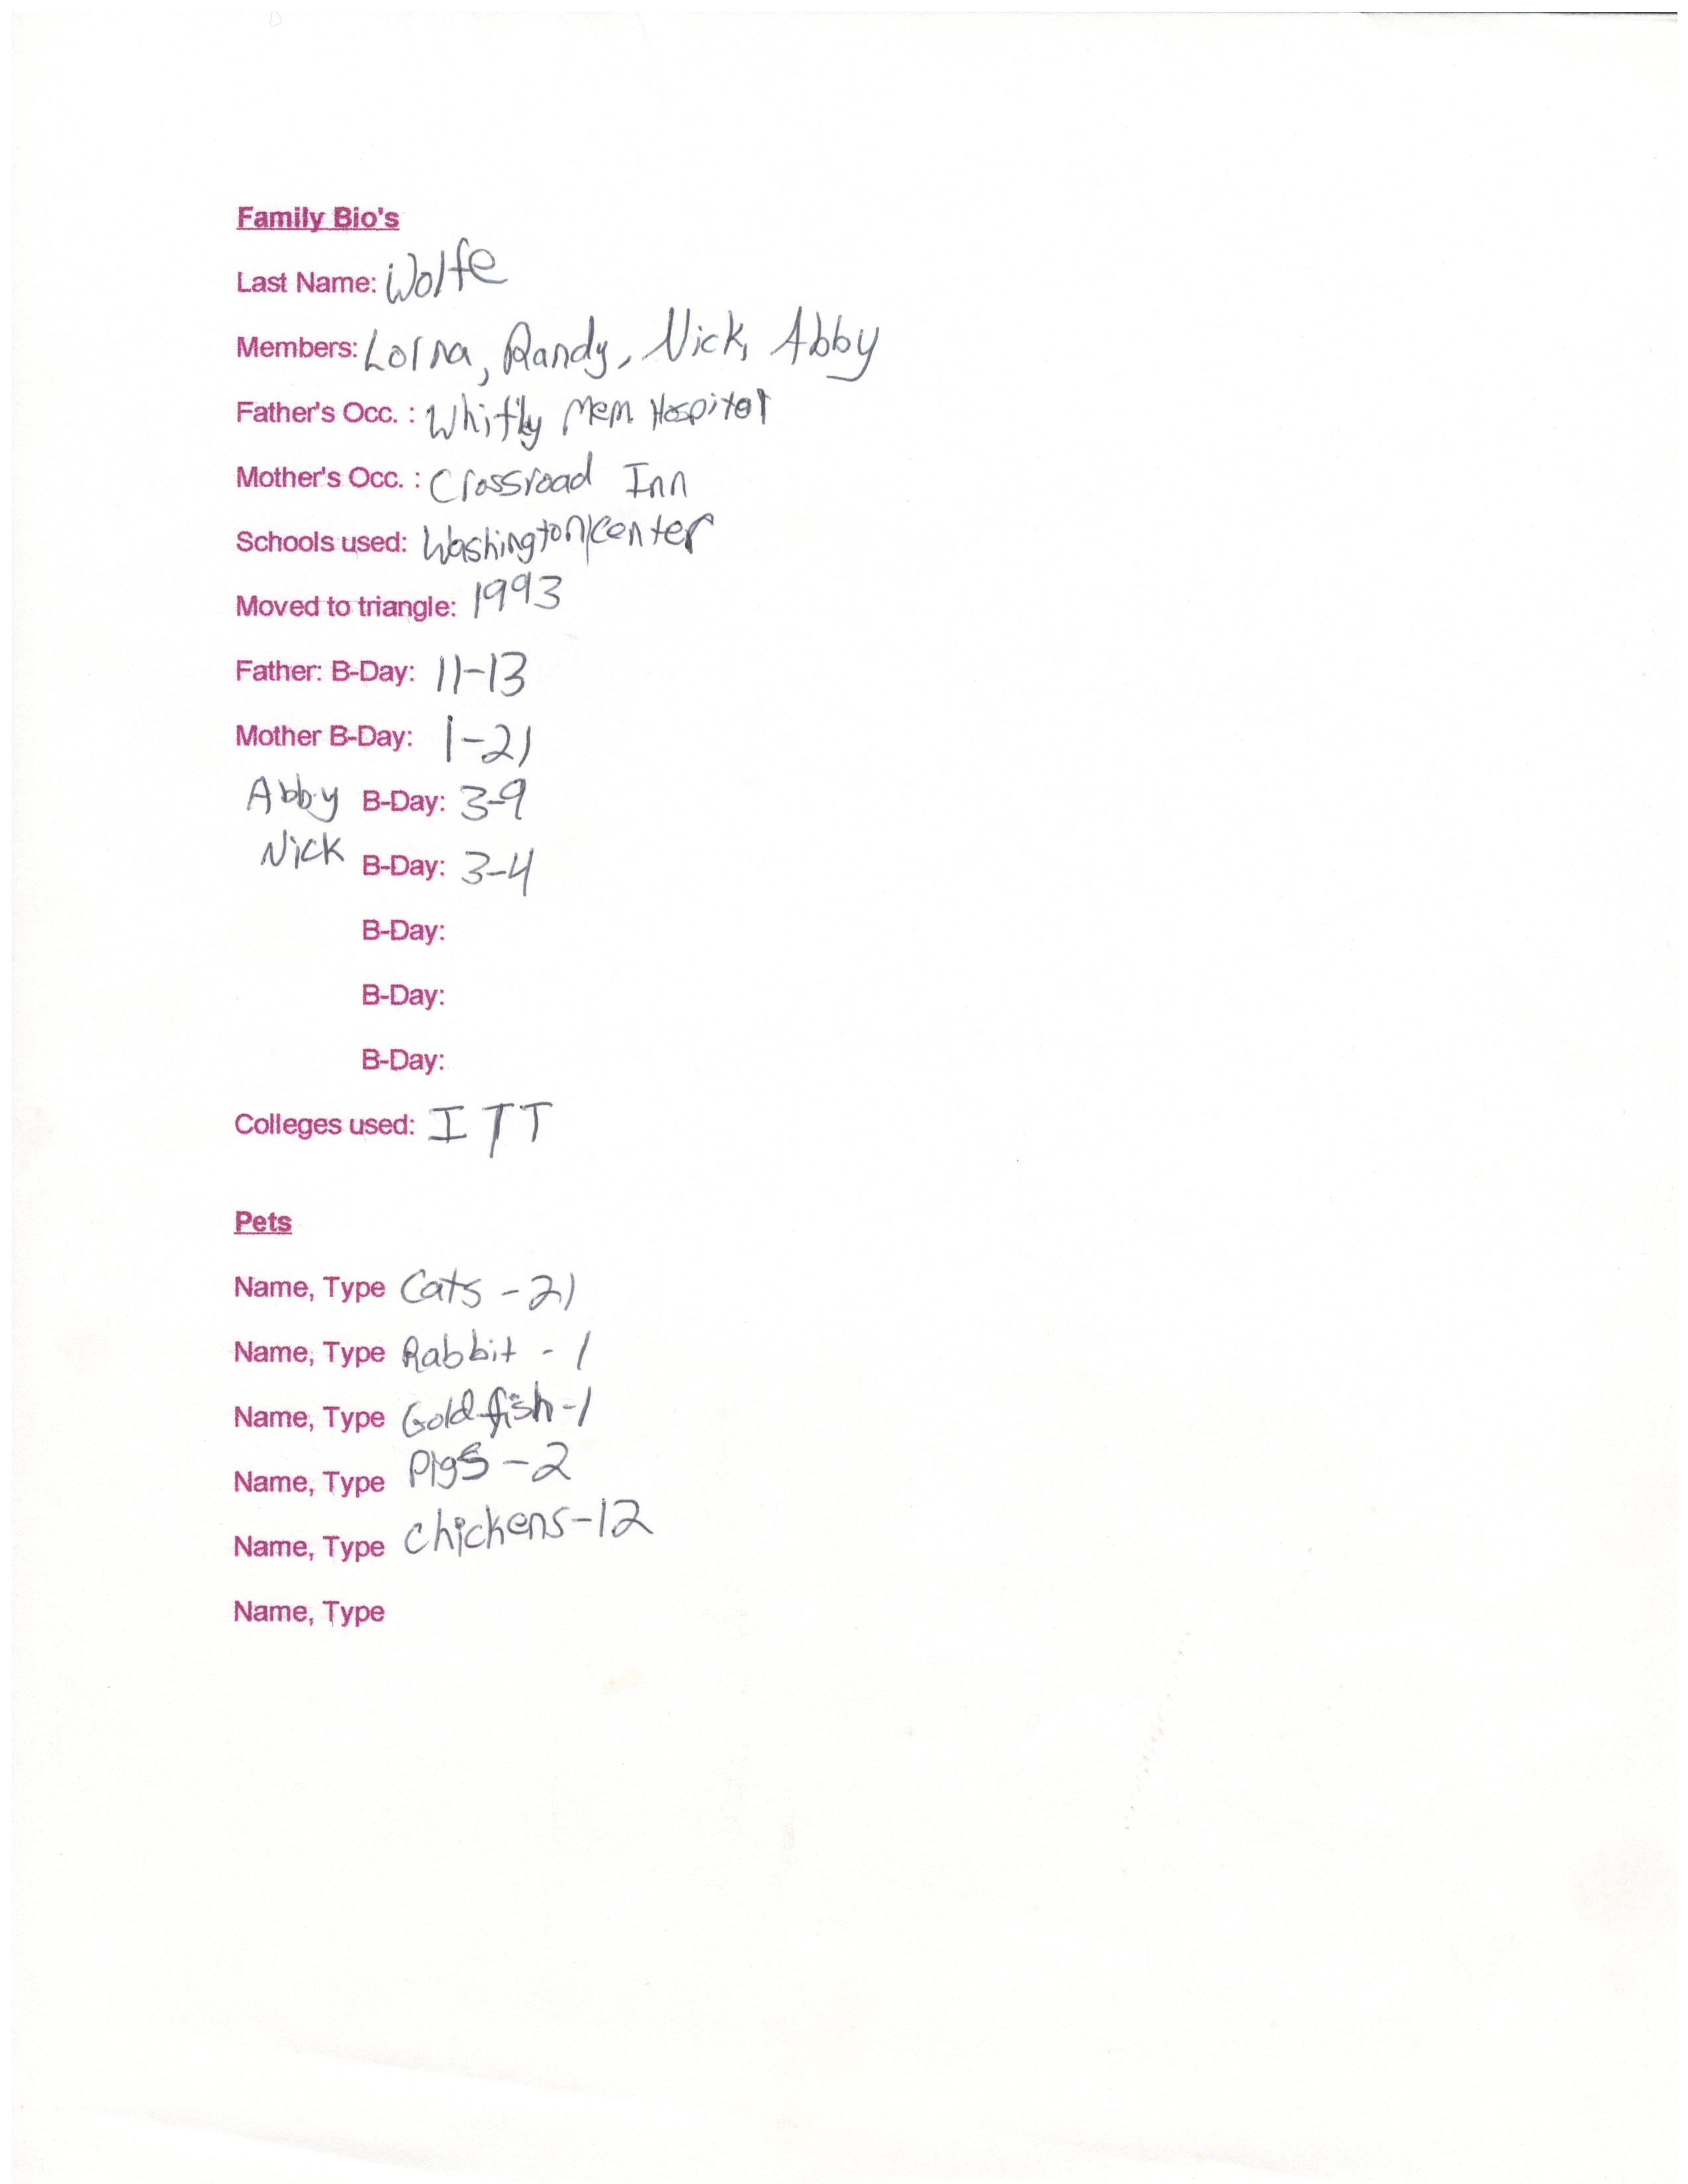 Family Bio's
Last Name: Wolfe
Members: Lorna, Randy, Nick, Abby
Father's Occ. : Whitly Mem Hospital
Mother's Occ. : Crossroad Inn
Schools used: Washington/Center
Moved to triangle: 1993
Father: B-Day: 11-13
Mother B-Day: 1-21
Abby B-Day: 3-9
Nick B-Day: 3-4
B-Day:
B-Day:
B-Day:
Colleges used: ITT
Pets
Name, Type Cats - 21
Name, Type Rabbit - 1
Name, Type Gold fish-1
Name, Type Pigs - 2
Name, Type chickens-12
Name, Type